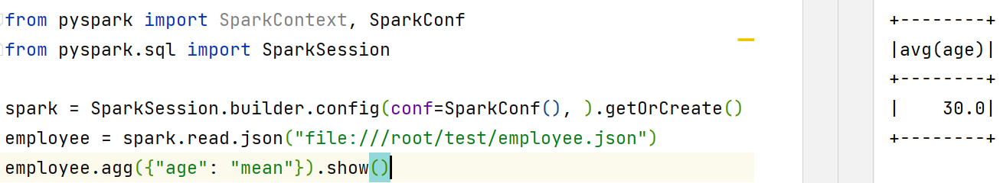 from pyspark import SparkContext, SparkConf
from pyspark.sql import SparkSession
spark = SparkSession.builder.config(conf=SparkConf(), ).getOrCreate()
employee = spark.read.json("file:///root/test/employee.json")
employee.agg({"age": "mean"}).show()
+--------+
|avg(age)|
+--------+
|    30.0|
+--------+